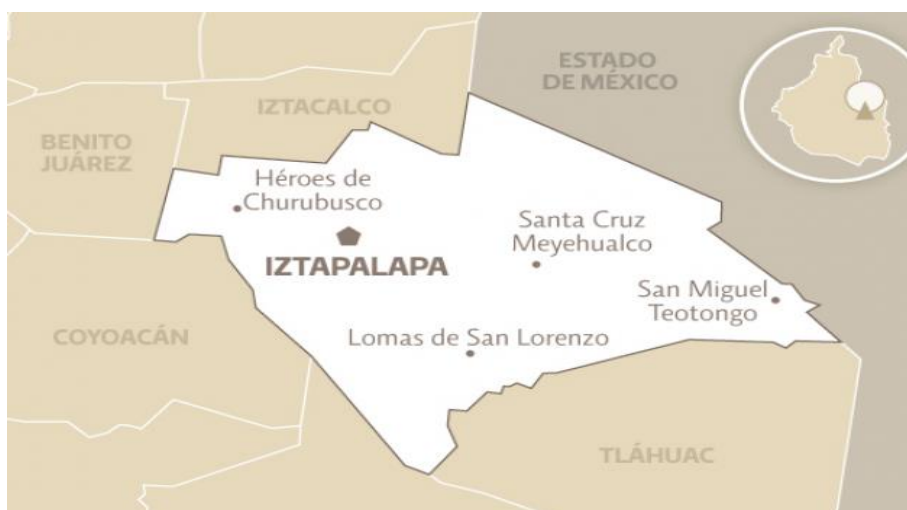 ESTADO
DE MÉXICO
IZTACALCO
BENITO
JUÁREZ
Héroes de
Churubusco
Santa Cruz
Meyehualco
IZTAPALAPA
San Miguel
Teotongo
COYOACÁN
Lomas de San Lorenzo
TLÁHUAC